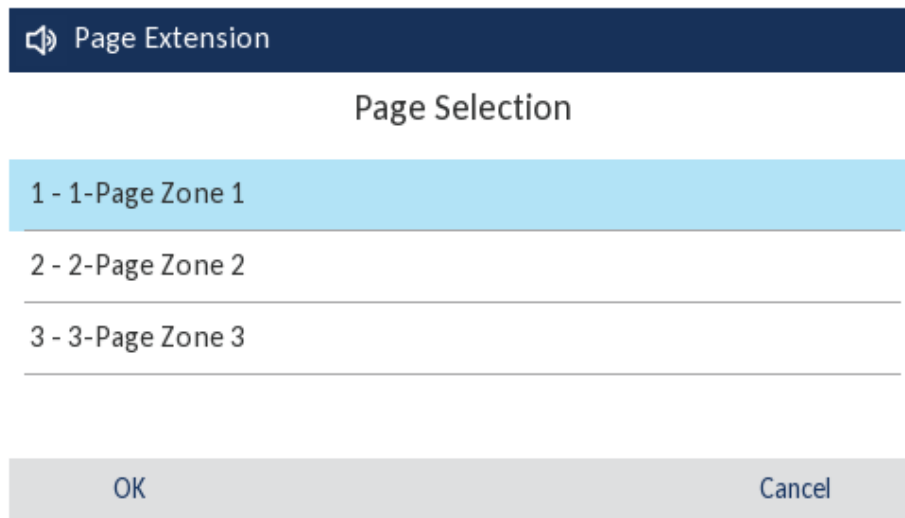 Page Extension
Page Selection
1 - 1-Page Zone 1
2 - 2-Page Zone 2
3 - 3-Page Zone 3
OK Cancel